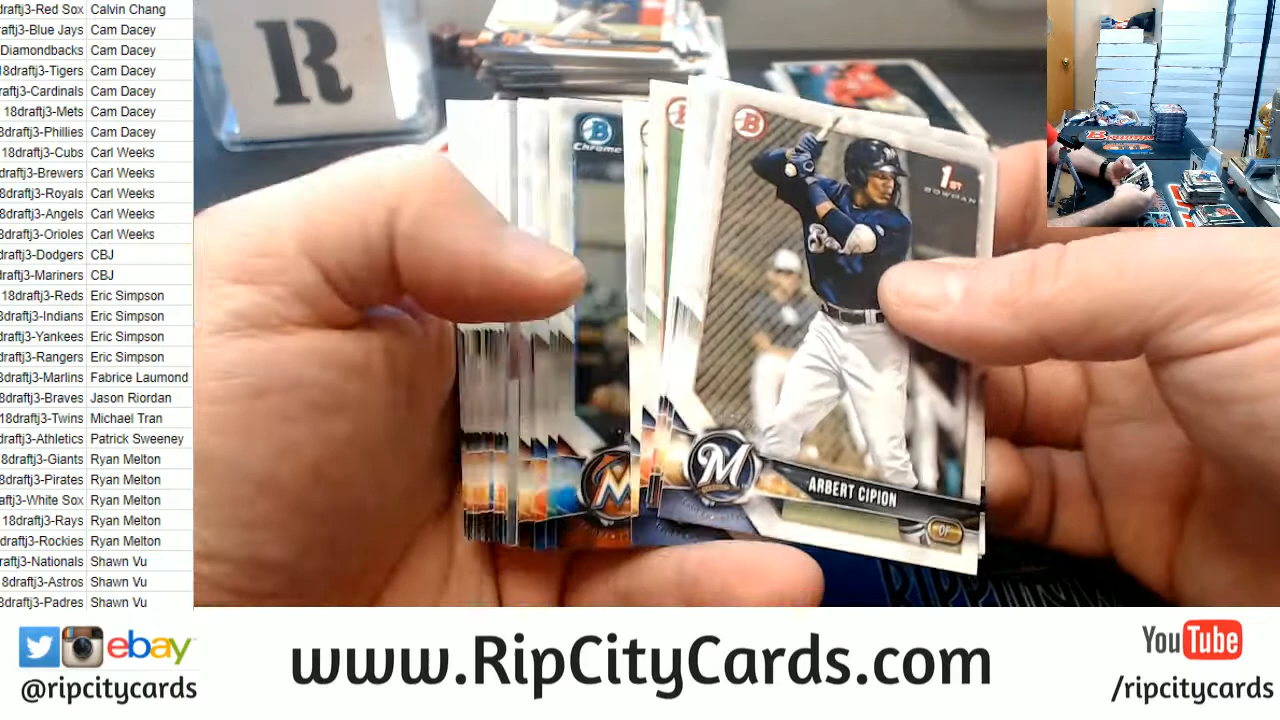 draftj3-Red Sox Calvin Chang
draftj3-Blue Jays Cam Dacey
Diamondbacks Cam Dacey
18draftj3-Tigers Cam Dacey
raftj3-Cardinals Cam Dacey
18draftj3-Mets Cam Dacey
8draftj3-Phillies Cam Dacey
18draftj3-Cubs Carl Weeks
draftj3-Brewers Carl Weeks
8draftj3-Royals Carl Weeks
8draftj3-Angels Carl Weeks
8draftj3-Orioles Carl Weeks
draftj3-Dodgers CBJ
draftj3-Mariners CBJ
18draftj3-Reds Eric Simpson
8draftj3-Indians Eric Simpson
draftj3-Yankees Eric Simpson
draftj3-Rangers Eric Simpson
8draftj3-Marlins Fabrice Laumond
8draftj3-Braves Jason Riordan
18draftj3-Twins Michael Tran
draftj3-Athletics Patrick Sweeney
8draftj3-Giants Ryan Melton
8draftj3-Pirates Ryan Melton
aftj3-White Sox Ryan Melton
18draftj3-Rays Ryan Melton
draftj3-Rockies Ryan Melton
draftj3-Nationals Shawn Vu
8draftj3-Astros Shawn Vu
8draftj3-Padres Shawn Vu
R
B
Chrome
B
1ST
BOWMAN
M
M
ARBERT CIPION
OF
ebay
@ripcitycards
www.RipCityCards.com
YouTube
/ripcitycards